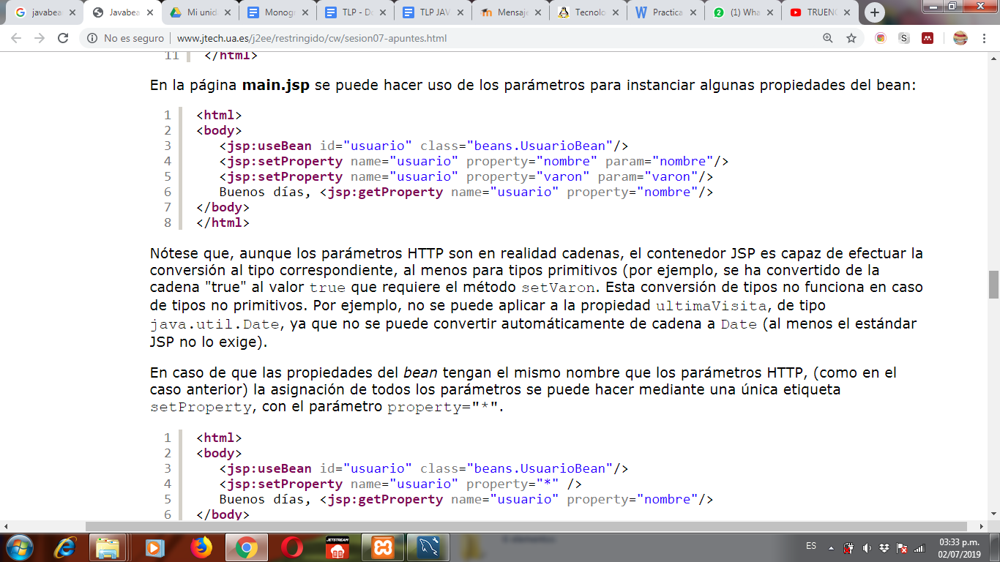 javabea
Javabea
Mi unid
Monogr
TLP - Do
TLP JAV
Mensaje
Tecnolo
Practica
(1) Wha
TRUENO
No es seguro | www.jtech.ua.es/j2ee/restringido/cw/sesion07-apuntes.html
11 </html>
En la página main.jsp se puede hacer uso de los parámetros para instanciar algunas propiedades del bean:
1 <html>
2 <body>
3 <jsp:useBean id="usuario" class="beans.UsuarioBean"/>
4 <jsp:setProperty name="usuario" property="nombre" param="nombre"/>
5 <jsp:setProperty name="usuario" property="varon" param="varon"/>
6 Buenos días, <jsp:getProperty name="usuario" property="nombre"/>
7 </body>
8 </html>
Nótese que, aunque los parámetros HTTP son en realidad cadenas, el contenedor JSP es capaz de efectuar la
conversión al tipo correspondiente, al menos para tipos primitivos (por ejemplo, se ha convertido de la
cadena "true" al valor true que requiere el método setVaron. Esta conversión de tipos no funciona en caso
de tipos no primitivos. Por ejemplo, no se puede aplicar a la propiedad ultimaVisita, de tipo
java.util.Date, ya que no se puede convertir automáticamente de cadena a Date (al menos el estándar
JSP no lo exige).
En caso de que las propiedades del bean tengan el mismo nombre que los parámetros HTTP, (como en el
caso anterior) la asignación de todos los parámetros se puede hacer mediante una única etiqueta
setProperty, con el parámetro property="*".
1 <html>
2 <body>
3 <jsp:useBean id="usuario" class="beans.UsuarioBean"/>
4 <jsp:setProperty name="usuario" property="*" />
5 Buenos días, <jsp:getProperty name="usuario" property="nombre"/>
6 </body>
JETSTREAM
ES
03:33 p.m.
02/07/2019